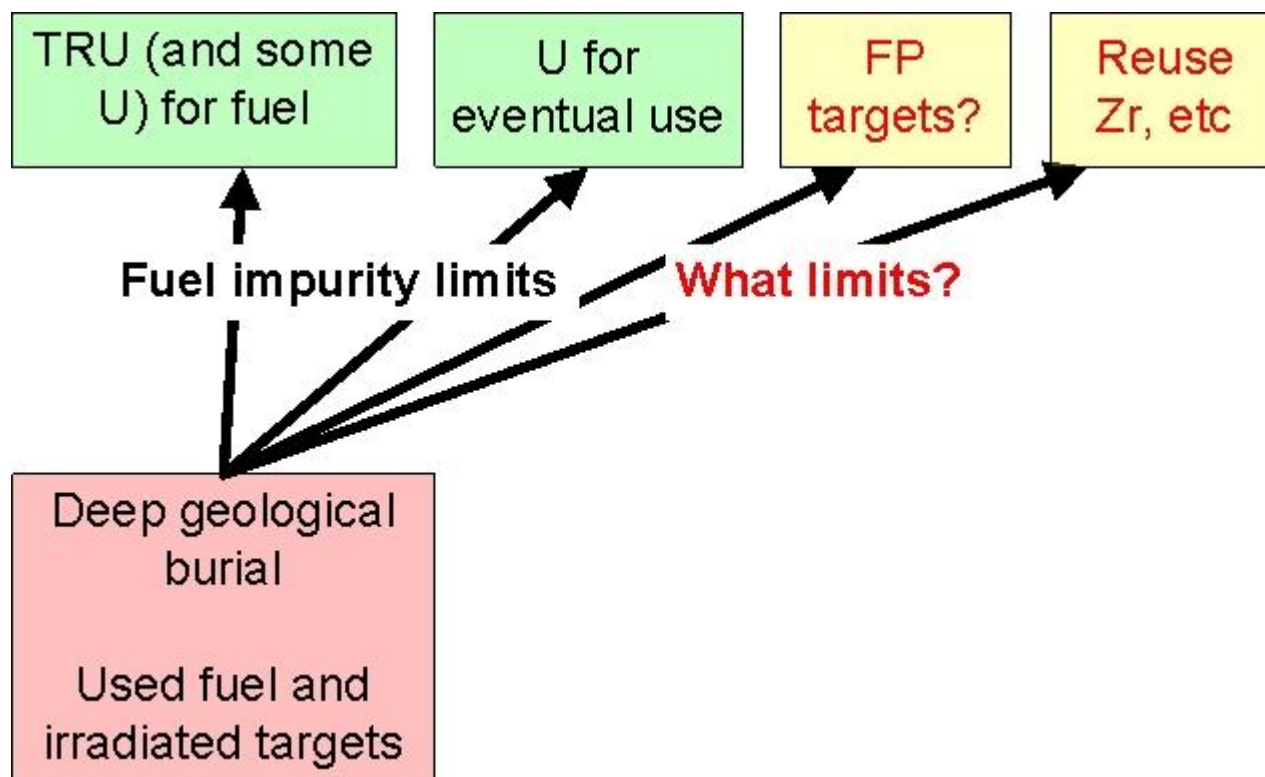 TRU (and some
U) for fuel
U for
eventual use
FP
targets?
Reuse
Zr, etc
Fuel impurity limits
What limits?
Deep geological
burial
Used fuel and
irradiated targets